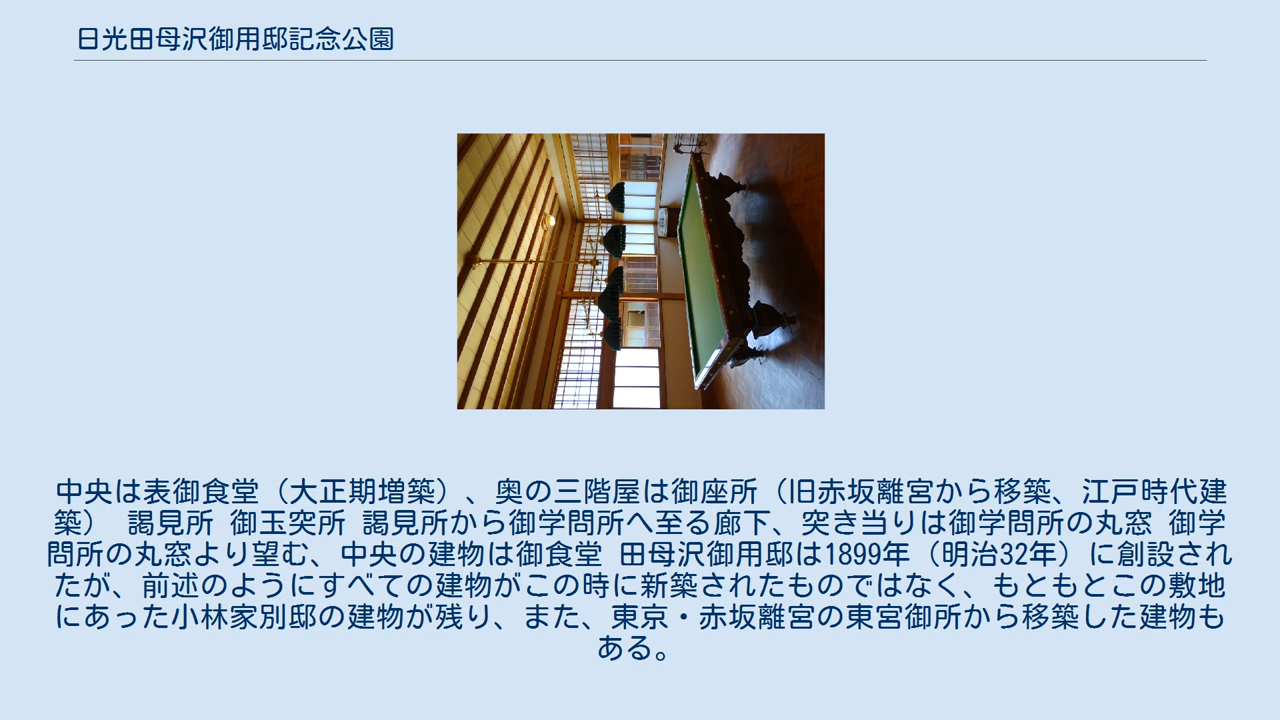 日光田母沢御用邸記念公園
中央は表御食堂（大正期増築）、奥の三階屋は御座所（旧赤坂離宮から移築、江戸時代建
築） 謁見所 御玉突所 謁見所から御学問所へ至る廊下、突き当りは御学問所の丸窓 御学
問所の丸窓より望む、中央の建物は御食堂 田母沢御用邸は1899年（明治32年）に創設され
たが、前述のようにすべての建物がこの時に新築されたものではなく、もともとこの敷地
にあった小林家別邸の建物が残り、また、東京・赤坂離宮の東宮御所から移築した建物も
ある。